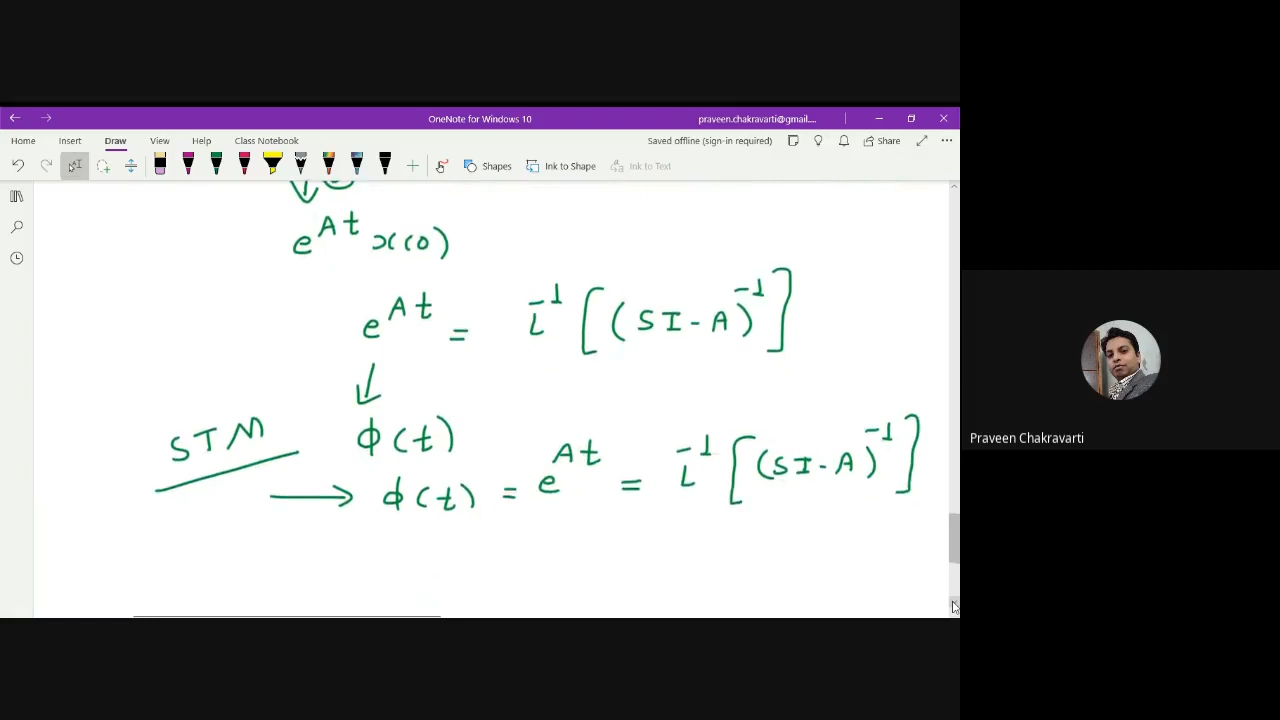 OneNote for Windows 10
praveen.chakravarti@gmail....
Home Insert Draw View Help Class Notebook
Saved offline (sign-in required)
Share
Shapes
Ink to Shape
Ink to Text
e^{At} x(0)
e^{At} = L^{-1} [(SI-A)^{-1}]
↓
STM
ϕ(t)
→ ϕ(t) = e^{At} = L^{-1} [(SI-A)^{-1}]
Praveen Chakravarti